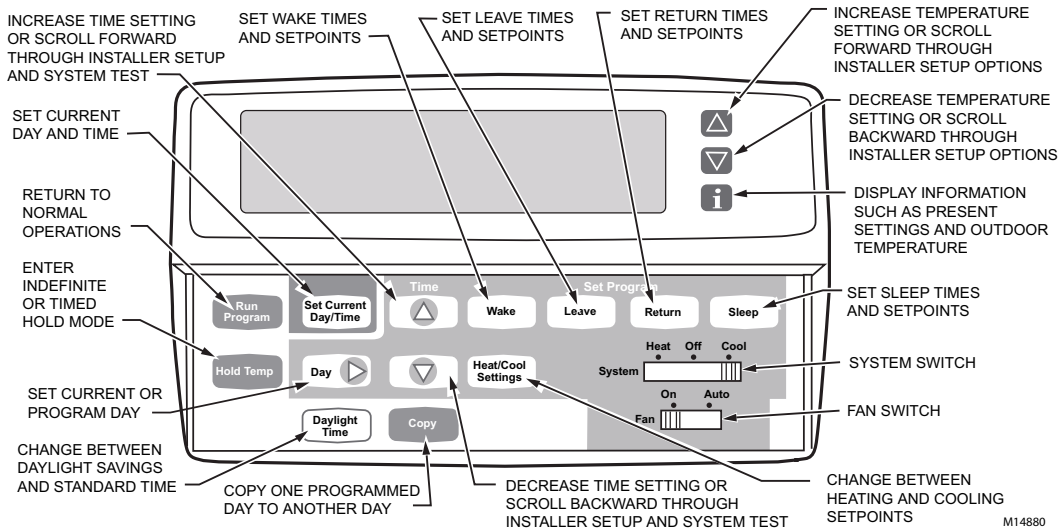 INCREASE TIME SETTING
OR SCROLL FORWARD
THROUGH INSTALLER SETUP
AND SYSTEM TEST
SET WAKE TIMES
AND SETPOINTS
SET LEAVE TIMES
AND SETPOINTS
SET RETURN TIMES
AND SETPOINTS
INCREASE TEMPERATURE
SETTING OR SCROLL
FORWARD THROUGH
INSTALLER SETUP OPTIONS
SET CURRENT
DAY AND TIME
DECREASE TEMPERATURE
SETTING OR SCROLL
BACKWARD THROUGH
INSTALLER SETUP OPTIONS
i
DISPLAY INFORMATION
SUCH AS PRESENT
SETTINGS AND OUTDOOR
TEMPERATURE
RETURN TO
NORMAL
OPERATIONS
ENTER
INDEFINITE
OR TIMED
HOLD MODE
Time
Set Program
Run
Program
Set Current
Day/Time
Wake
Leave
Return
Sleep
SET SLEEP TIMES
AND SETPOINTS
Hold Temp
Day
Heat/Cool
Settings
Heat Off Cool
System
SYSTEM SWITCH
On Auto
Fan
FAN SWITCH
SET CURRENT OR
PROGRAM DAY
Daylight
Time
Copy
CHANGE BETWEEN
DAYLIGHT SAVINGS
AND STANDARD TIME
COPY ONE PROGRAMMED
DAY TO ANOTHER DAY
DECREASE TIME SETTING OR
SCROLL BACKWARD THROUGH
INSTALLER SETUP AND SYSTEM TEST
CHANGE BETWEEN
HEATING AND COOLING
SETPOINTS
M14880